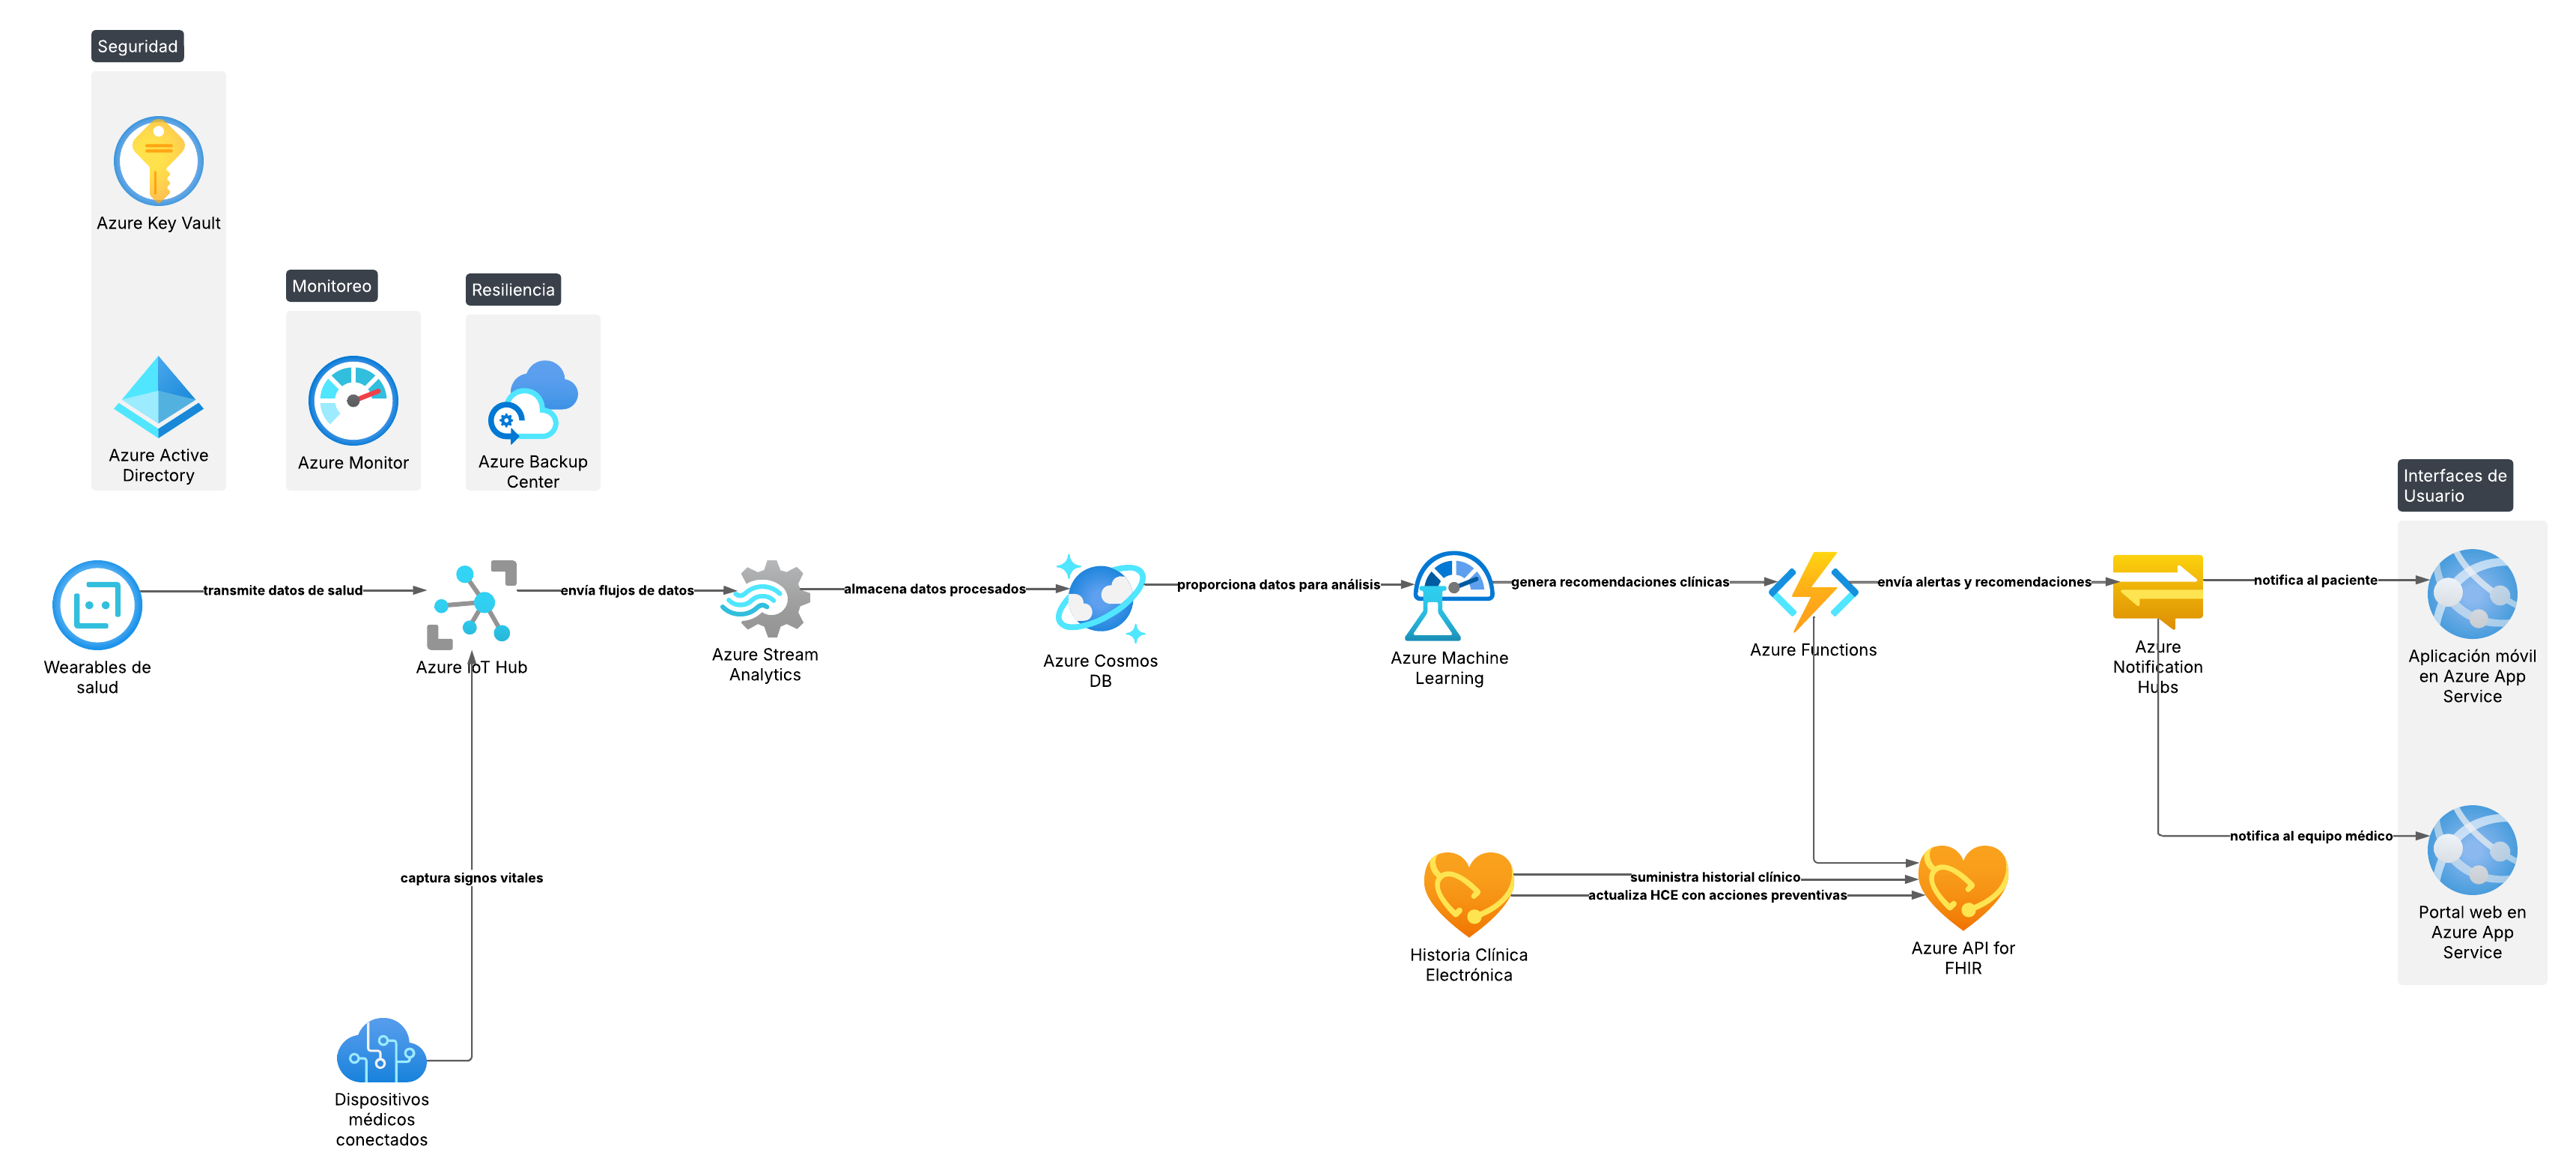 Seguridad
Azure Key Vault
Azure Active
Directory
Monitoreo
Azure Monitor
Resiliencia
Azure Backup
Center
Wearables de
salud
transmite datos de salud
Azure IoT Hub
envía flujos de datos
Azure Stream
Analytics
almacena datos procesados
Azure Cosmos
DB
proporciona datos para análisis
Azure Machine
Learning
genera recomendaciones clínicas
Azure Functions
envía alertas y recomendaciones
Azure
Notification
Hubs
notifica al paciente
Interfaces de
Usuario
Aplicación móvil
en Azure App
Service
notifica al equipo médico
Portal web en
Azure App
Service
captura signos vitales
Dispositivos
médicos
conectados
Historia Clínica
Electrónica
suministra historial clínico
actualiza HCE con acciones preventivas
Azure API for
FHIR